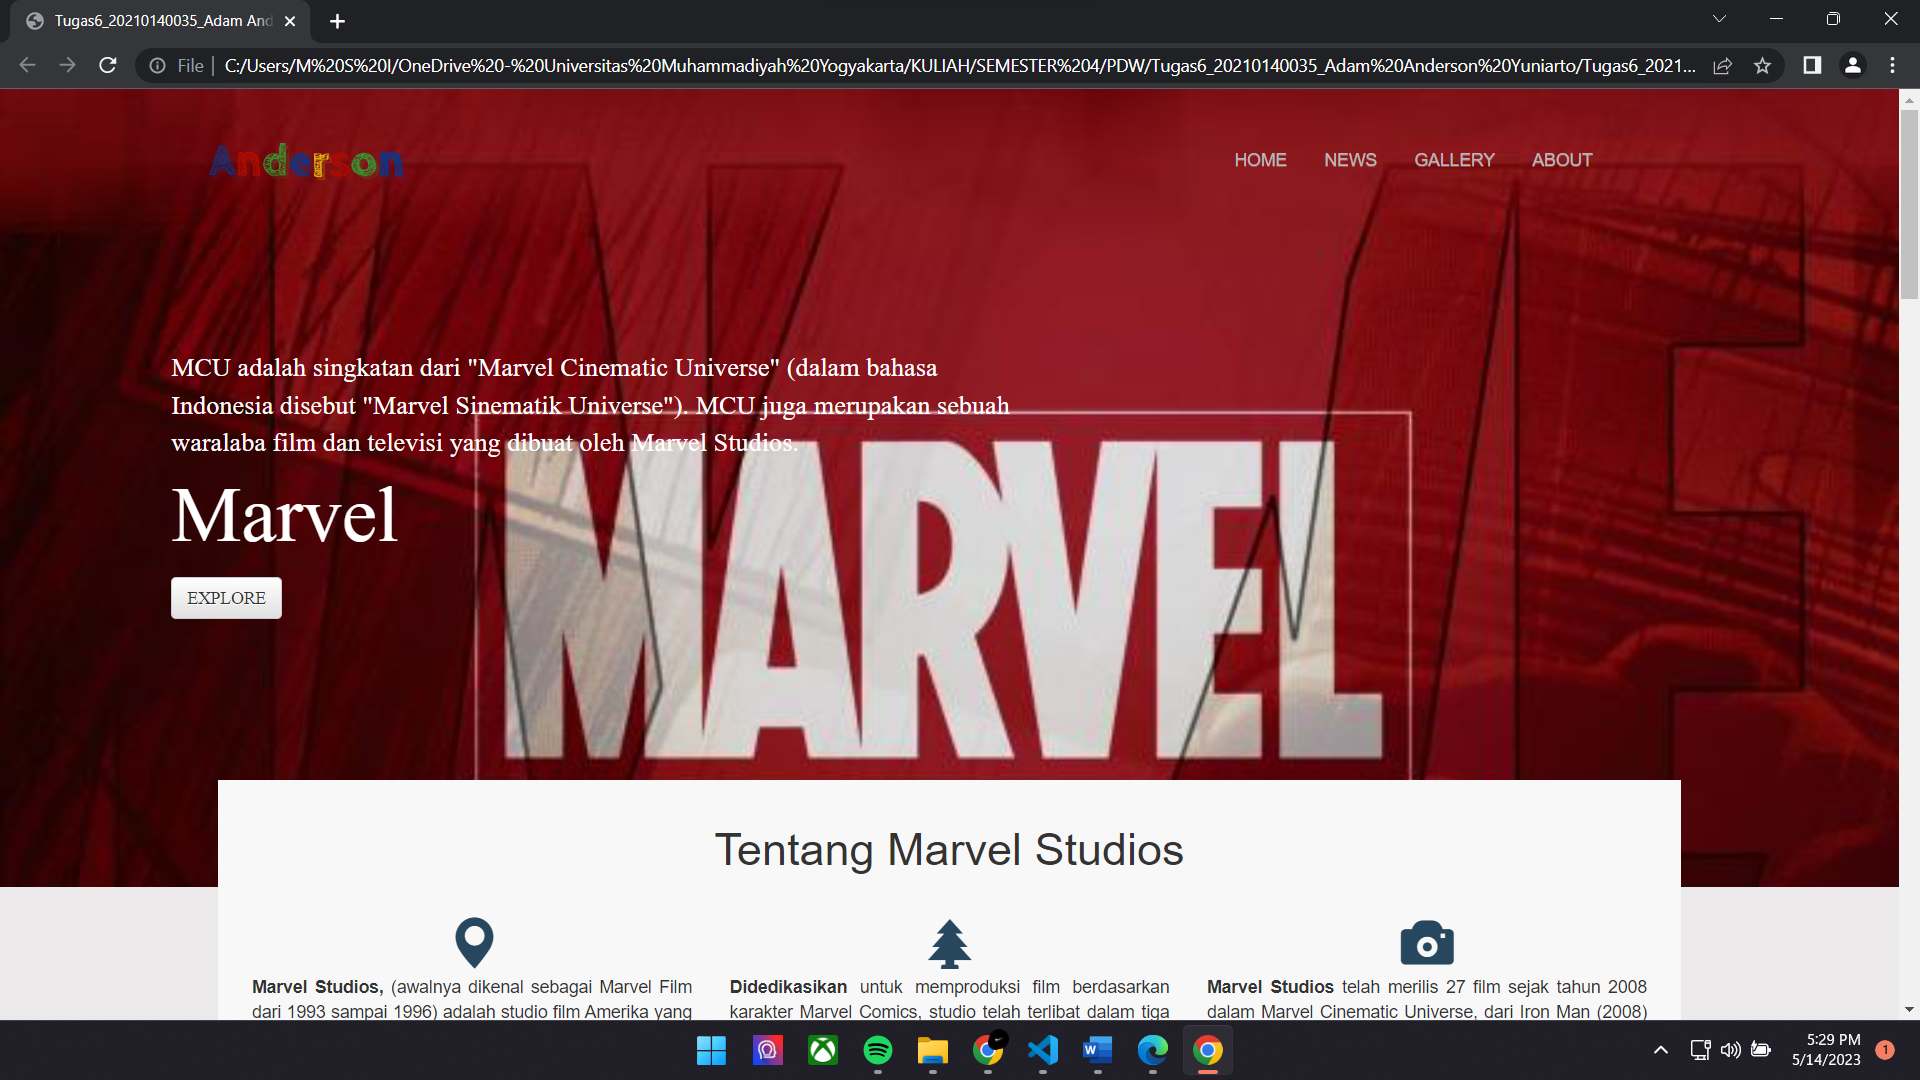 Tugas6_20210140035_Adam And
File
C:/Users/M%20S%20I/OneDrive%20-%20Universitas%20Muhammadiyah%20Yogyakarta/KULIAH/SEMESTER%204/PDW/Tugas6_20210140035_Adam%20Anderson%20Yuniarto/Tugas6_2021...
Anderson
HOME NEWS GALLERY ABOUT
MCU adalah singkatan dari "Marvel Cinematic Universe" (dalam bahasa
Indonesia disebut "Marvel Sinematik Universe"). MCU juga merupakan sebuah
waralaba film dan televisi yang dibuat oleh Marvel Studios.
Marvel
EXPLORE
MARVEL
Tentang Marvel Studios
Marvel Studios, (awalnya dikenal sebagai Marvel Film
dari 1993 sampai 1996) adalah studio film Amerika yang
Didedikasikan untuk memproduksi film berdasarkan
karakter Marvel Comics, studio telah terlibat dalam tiga
Marvel Studios telah merilis 27 film sejak tahun 2008
dalam Marvel Cinematic Universe, dari Iron Man (2008)
5:29 PM
5/14/2023
1